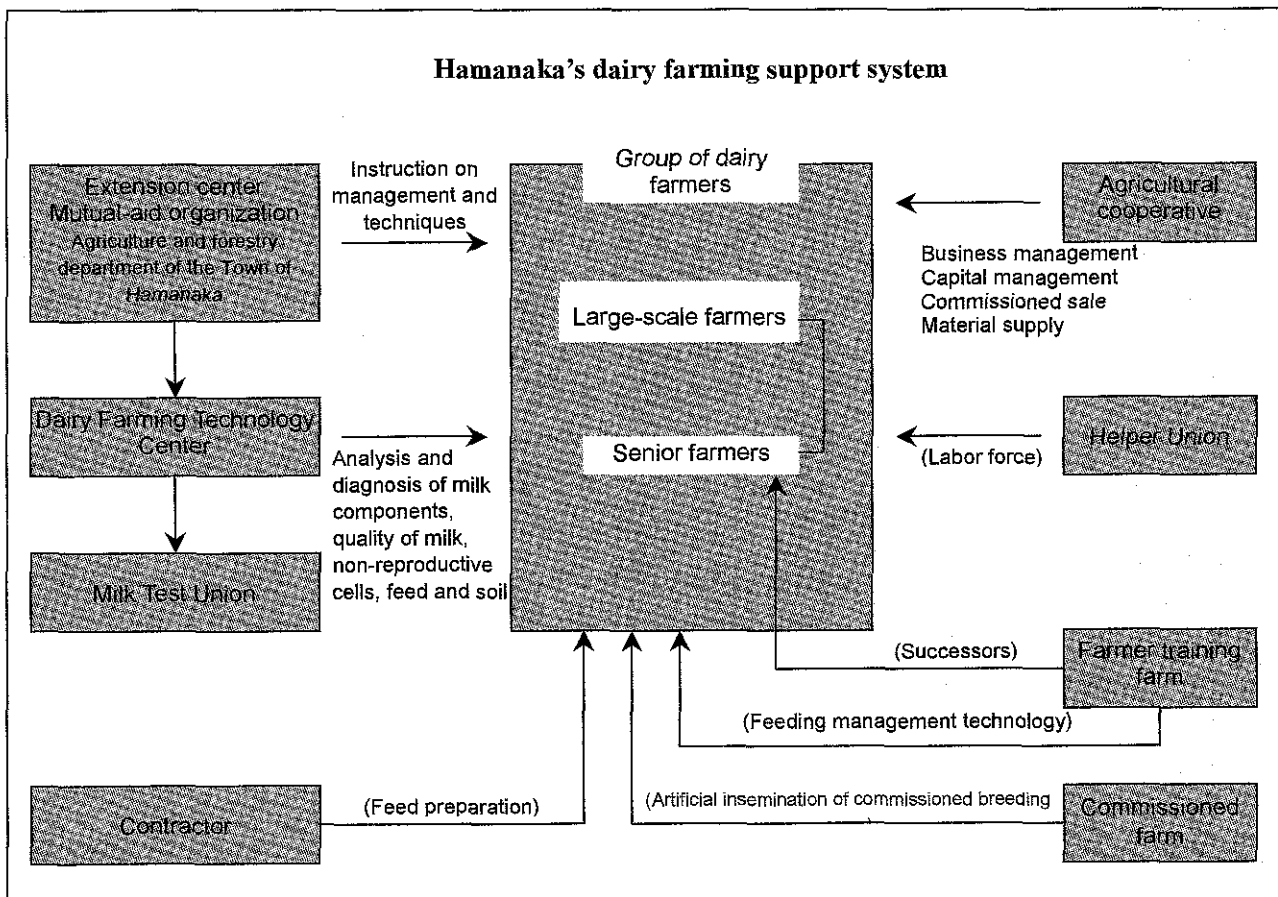 Hamanaka's dairy farming support system
Extension center
Mutual-aid organization
Agriculture and forestry
department of the Town of
Hamanaka
Instruction on
management and
techniques
Group of dairy
farmers
Large-scale farmers
Senior farmers
Agricultural
cooperative
Business management
Capital management
Commissioned sale
Material supply
Dairy Farming Technology
Center
Analysis and
diagnosis of milk
components,
quality of milk,
non-reproductive
cells, feed and soil
Helper Union
(Labor force)
Milk Test Union
(Successors)
Farmer training
farm
(Feeding management technology)
Contractor
(Feed preparation)
(Artificial insemination of commissioned breeding
Commissioned
farm